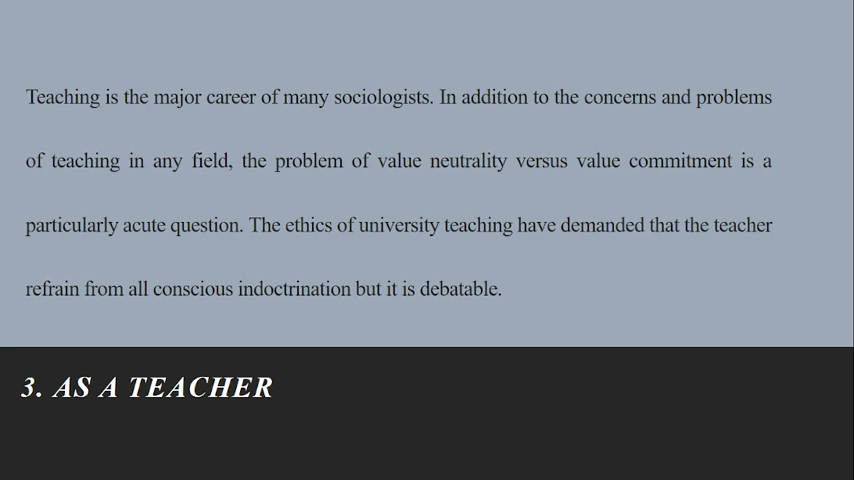 Teaching is the major career of many sociologists. In addition to the concerns and problems
of teaching in any field, the problem of value neutrality versus value commitment is a
particularly acute question. The ethics of university teaching have demanded that the teacher
refrain from all conscious indoctrination but it is debatable.
3. AS A TEACHER